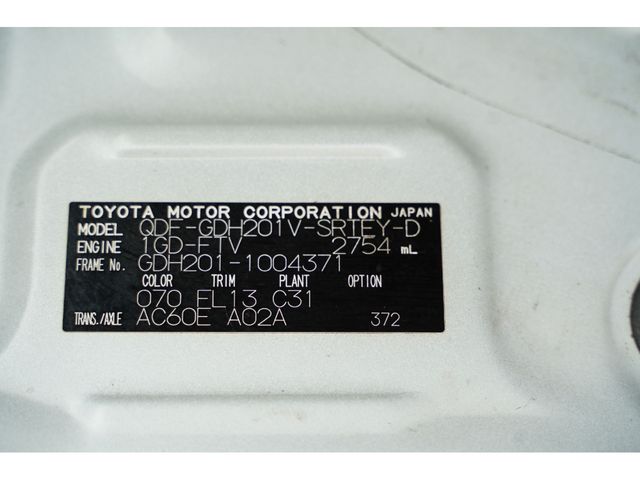 TOYOTA MOTOR CORPORATION JAPAN
MODEL QDF-GDH201V-SRTEY-D
ENGINE 1GD-FTV 2754 mL
FRAME No. GDH201-1004371
COLOR TRIM PLANT OPTION
070 FL13 C31
TRANS./AXLE AC60E A02A 372